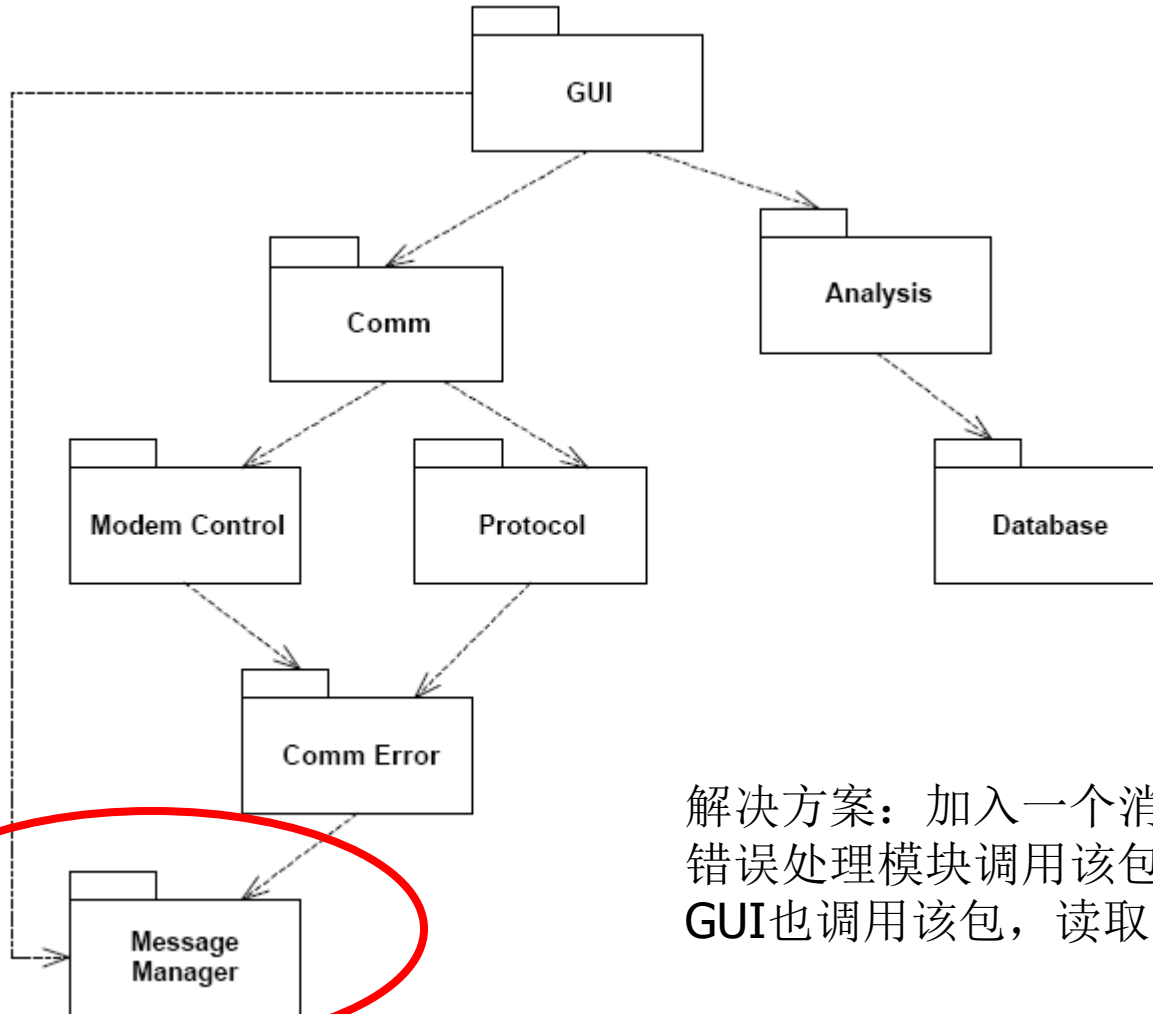 GUI
Comm
Analysis
Modem Control
Protocol
Database
Comm Error
Message
Manager
解决方案：加入一个消
错误处理模块调用该包
GUI也调用该包，读取